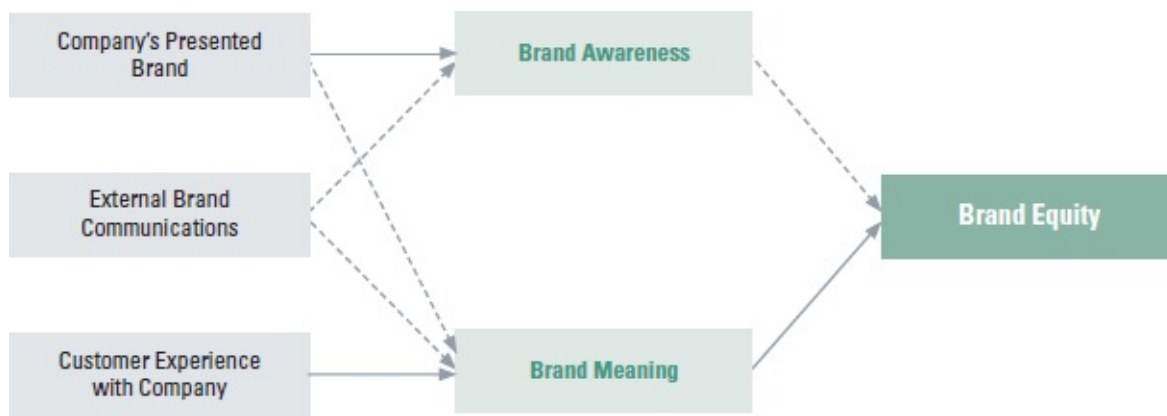 Company’s Presented
Brand
Brand Awareness
External Brand
Communications
Brand Equity
Customer Experience
with Company
Brand Meaning